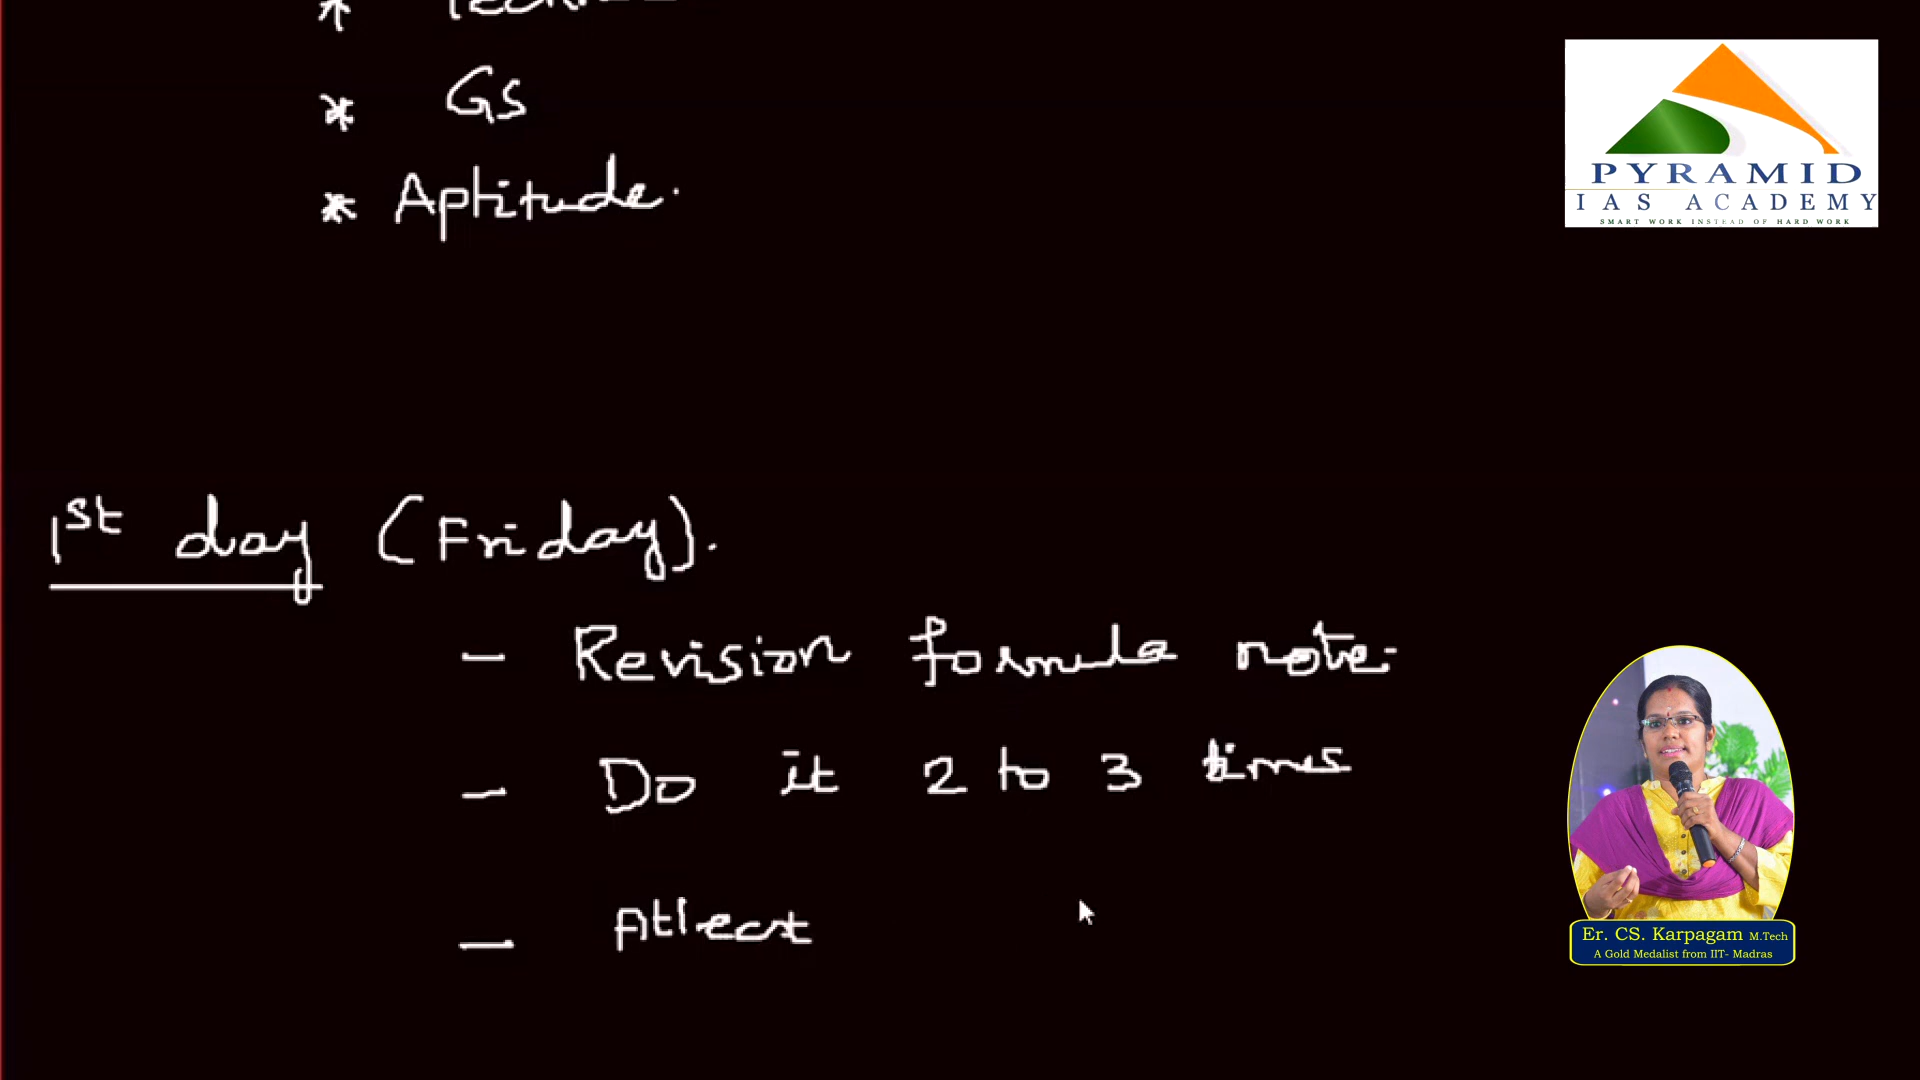 * GS
* Aptitude.
PYRAMID
IAS ACADEMY
SMART WORK INSTEAD OF HARD WORK
1st day (Friday).
- Revision formula note.
- Do it 2 to 3 times
- Atleast
Er. CS. Karpagam M.Tech
A Gold Medalist from IIT- Madras